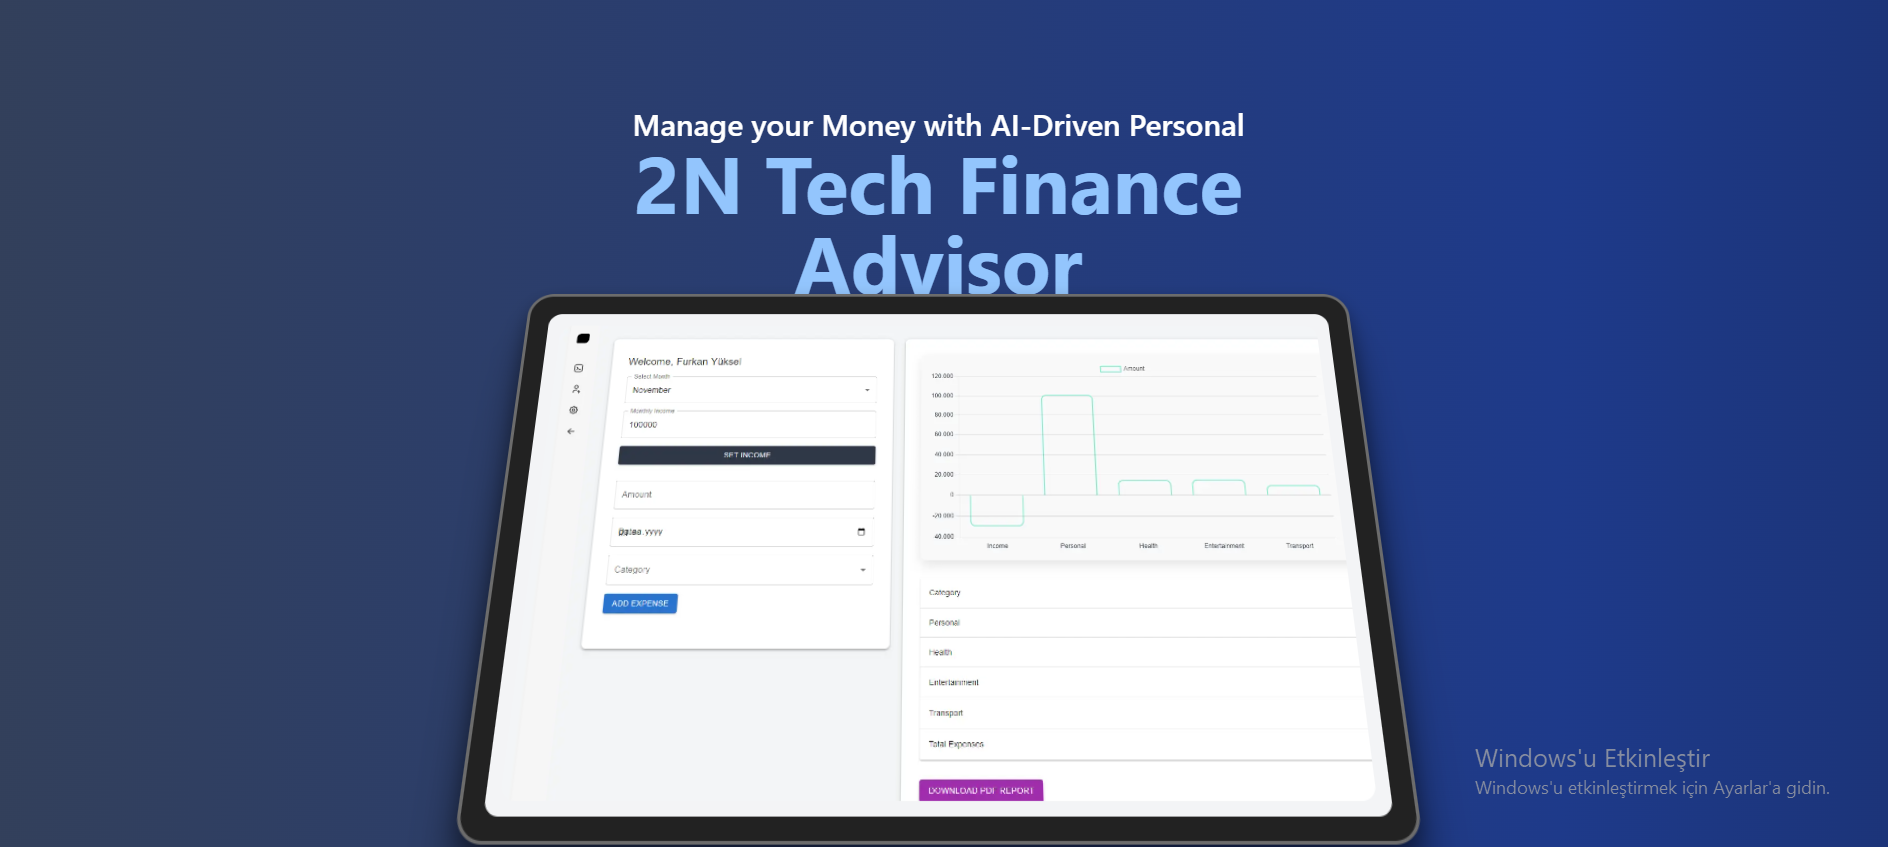 Manage your Money with AI-Driven Personal
2N Tech Finance
Advisor
Welcome, Furkan Yüksel
Select Month
November
Monthly Income
100000
SET INCOME
Amount
Category
ADD EXPENSE
Amount
120.000
100.000
80.000
60.000
40.000
20.000
0
-20.000
40.000
Income
Personal
Health
Entertainment
Transport
Category
Personal
Health
Entertainment
Transport
Total Expenses
DOWNLOAD PDF REPORT
Windows'u Etkinleştir
Windows'u etkinleştirmek için Ayarlar'a gidin.